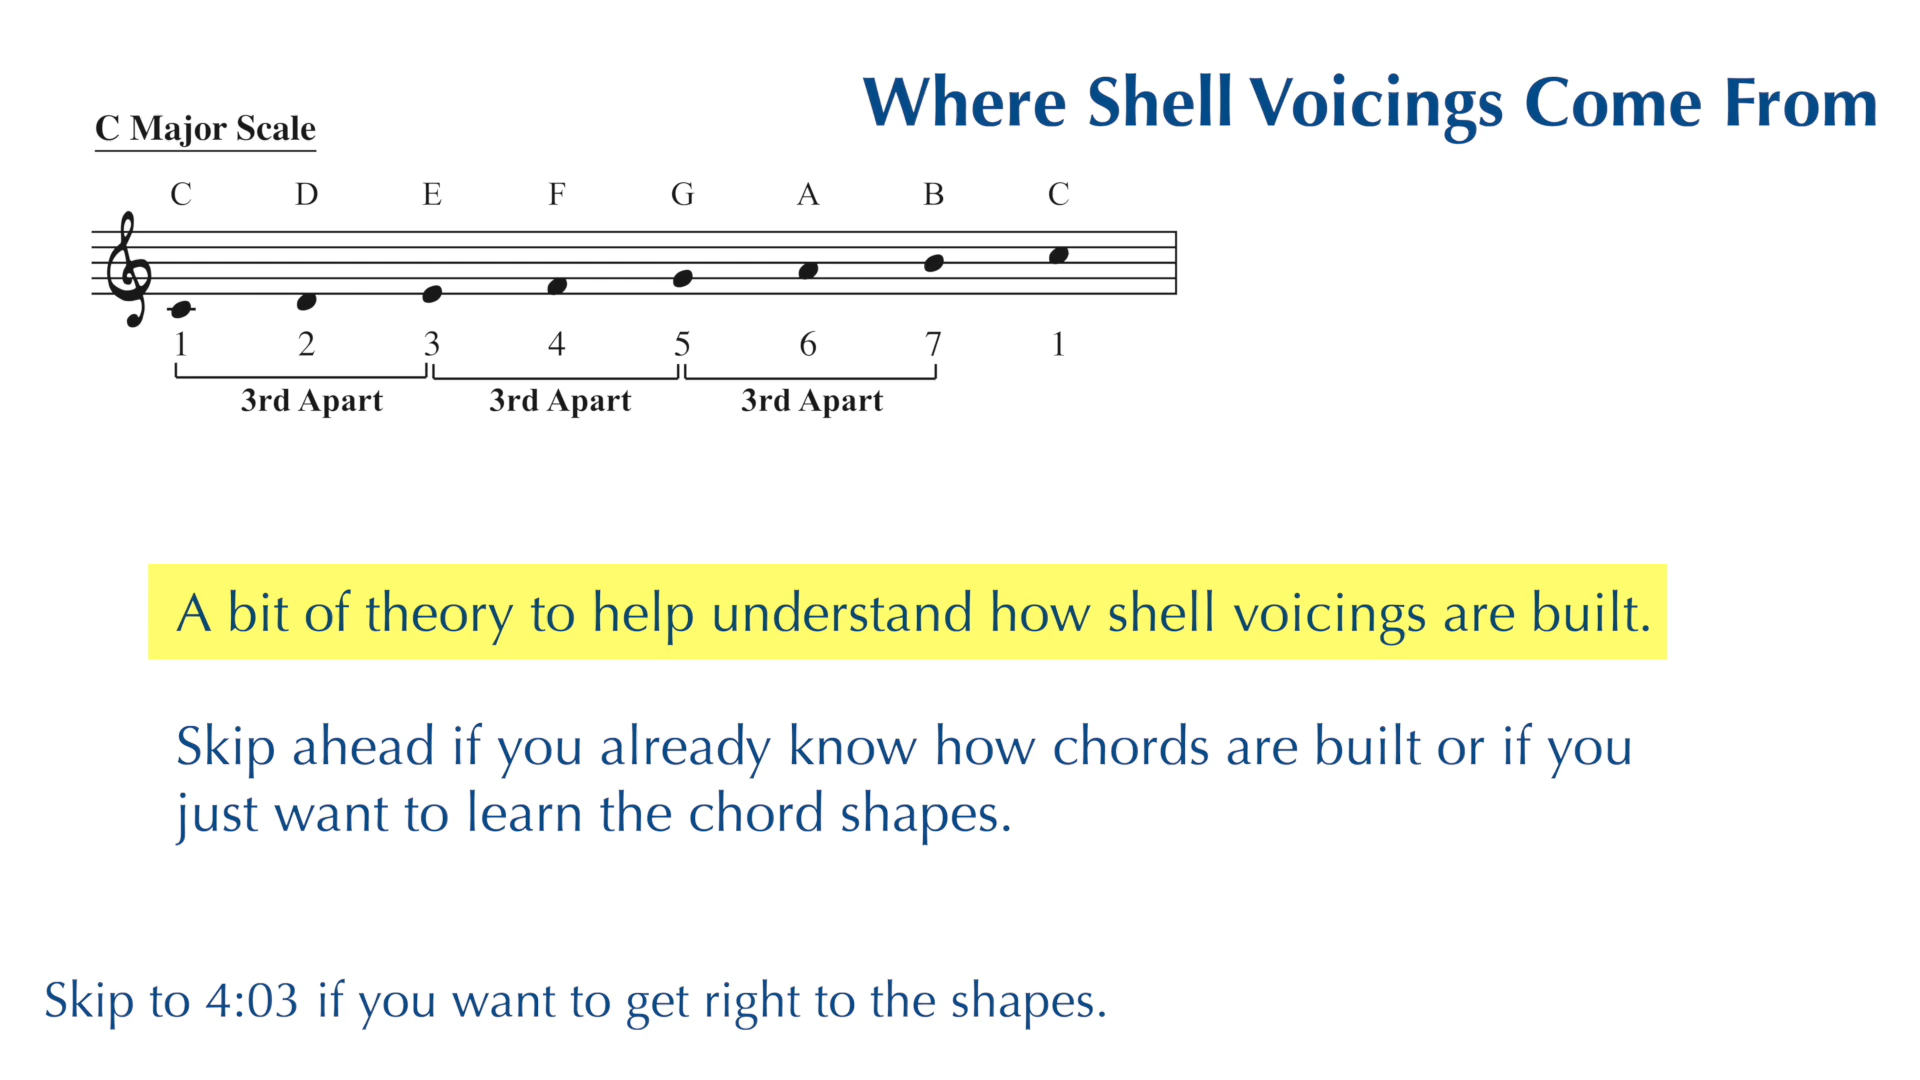 Where Shell Voicings Come From
C Major Scale
C D E F G A B C
1 2 3 4 5 6 7 1
3rd Apart 3rd Apart 3rd Apart
A bit of theory to help understand how shell voicings are built.
Skip ahead if you already know how chords are built or if you
just want to learn the chord shapes.
Skip to 4:03 if you want to get right to the shapes.